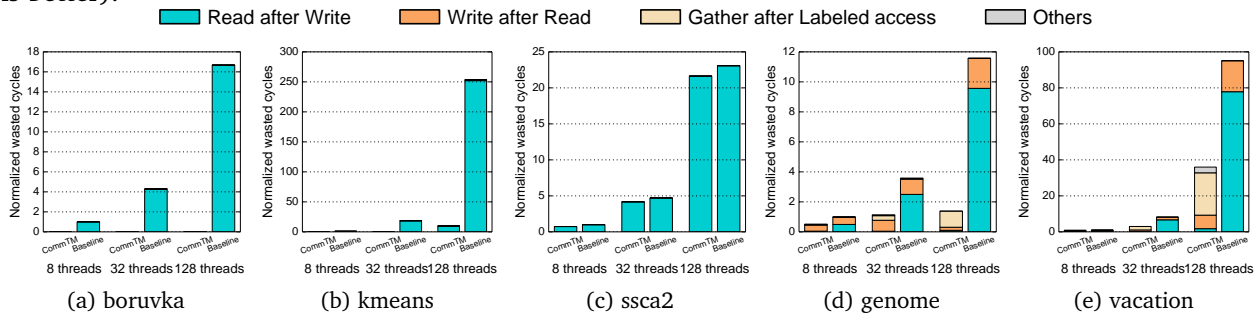 Read after Write Write after Read Gather after Labeled access Others
Normalized wasted cycles
18
16
14
12
10
8
6
4
2
0
CommTM Baseline CommTM Baseline CommTM Baseline
8 threads 32 threads 128 threads
(a) boruvka
Normalized wasted cycles
300
250
200
150
100
50
0
CommTM Baseline CommTM Baseline CommTM Baseline
8 threads 32 threads 128 threads
(b) kmeans
Normalized wasted cycles
25
20
15
10
5
0
CommTM Baseline CommTM Baseline CommTM Baseline
8 threads 32 threads 128 threads
(c) ssca2
Normalized wasted cycles
12
10
8
6
4
2
0
CommTM Baseline CommTM Baseline CommTM Baseline
8 threads 32 threads 128 threads
(d) genome
Normalized wasted cycles
100
80
60
40
20
0
CommTM Baseline CommTM Baseline CommTM Baseline
8 threads 32 threads 128 threads
(e) vacation